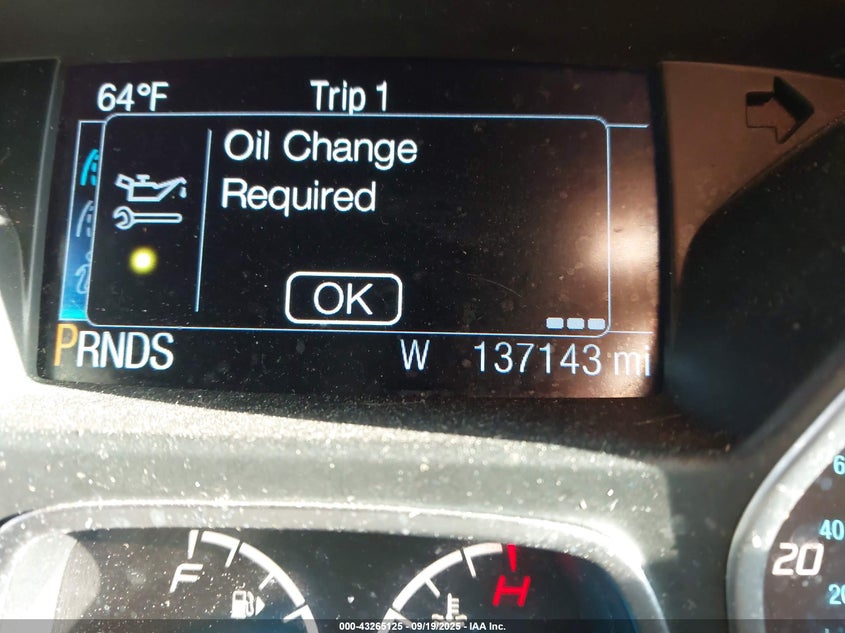 64°F Trip 1
Oil Change
Required
OK
PRNDS W 137143 mi
F H
20
40
20
000-43265125 - 09/19/2025 - IAA Inc.